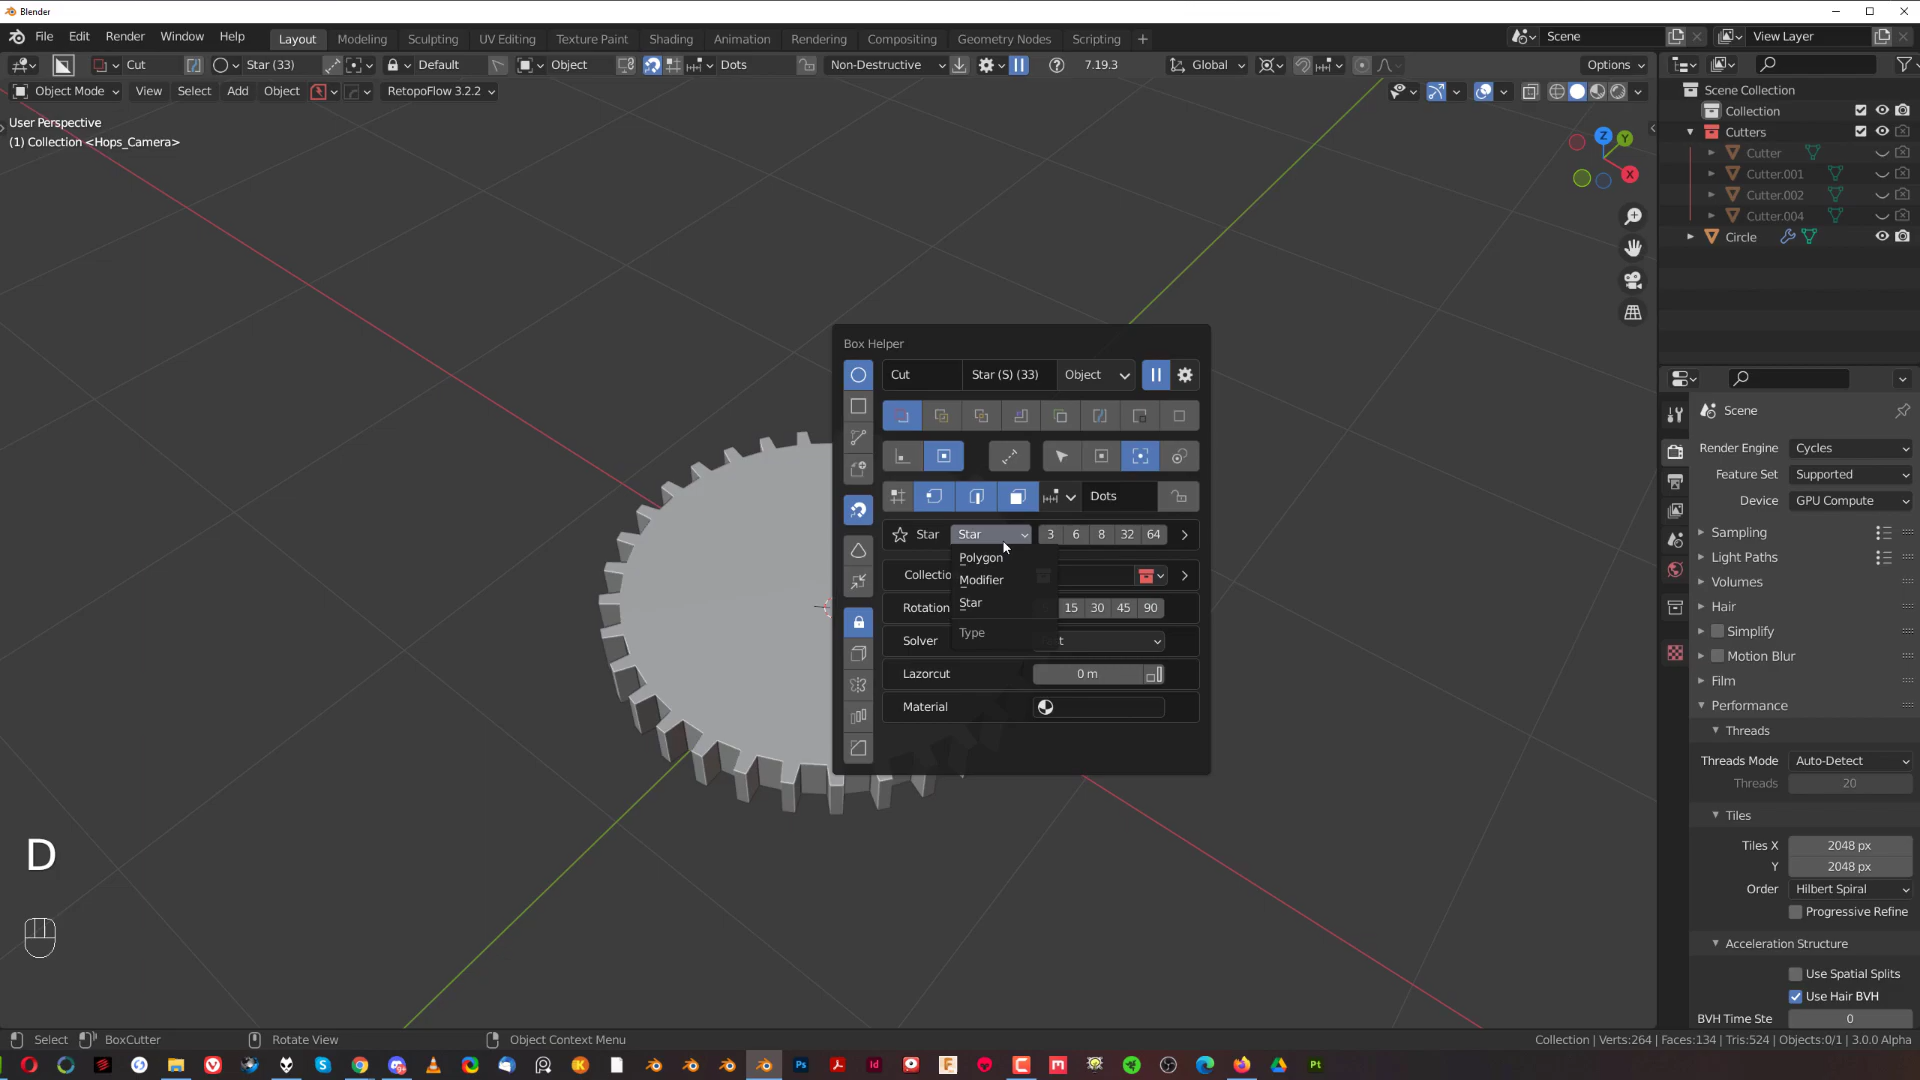 Blender
File Edit Render Window Help Layout Modeling Sculpting UV Editing Texture Paint Shading Animation Rendering Compositing Geometry Nodes Scripting + Scene View Layer
Cut Star (33) Default Object Dots Non-Destructive 7.19.3 Global Options
Object Mode View Select Add Object RetopoFlow 3.2.2
User Perspective
(1) Collection <Hops_Camera>
Scene Collection
Collection
Cutters
Cutter
Cutter.001
Cutter.002
Cutter.004
Circle
Z
Y
X
Box Helper
Cut Star (S) (33) Object
Dots
Star Star 3 6 8 32 64
Polygon
Collectio
Modifier
Star
Rotation 15 30 45 90
Type
Solver
Lazorcut 0 m
Material
Scene
Render Engine Cycles
Feature Set Supported
Device GPU Compute
Sampling
Light Paths
Volumes
Hair
Simplify
Motion Blur
Film
Performance
Threads
Threads Mode Auto-Detect
Threads 20
Tiles
Tiles X 2048 px
Y 2048 px
Order Hilbert Spiral
Progressive Refine
Acceleration Structure
Use Spatial Splits
Use Hair BVH
BVH Time Ste 0
D
Select BoxCutter Rotate View Object Context Menu Collection | Verts:264 | Faces:134 | Tris:524 | Objects:0/1 | 3.0.0 Alpha
Ps Id F m Pt